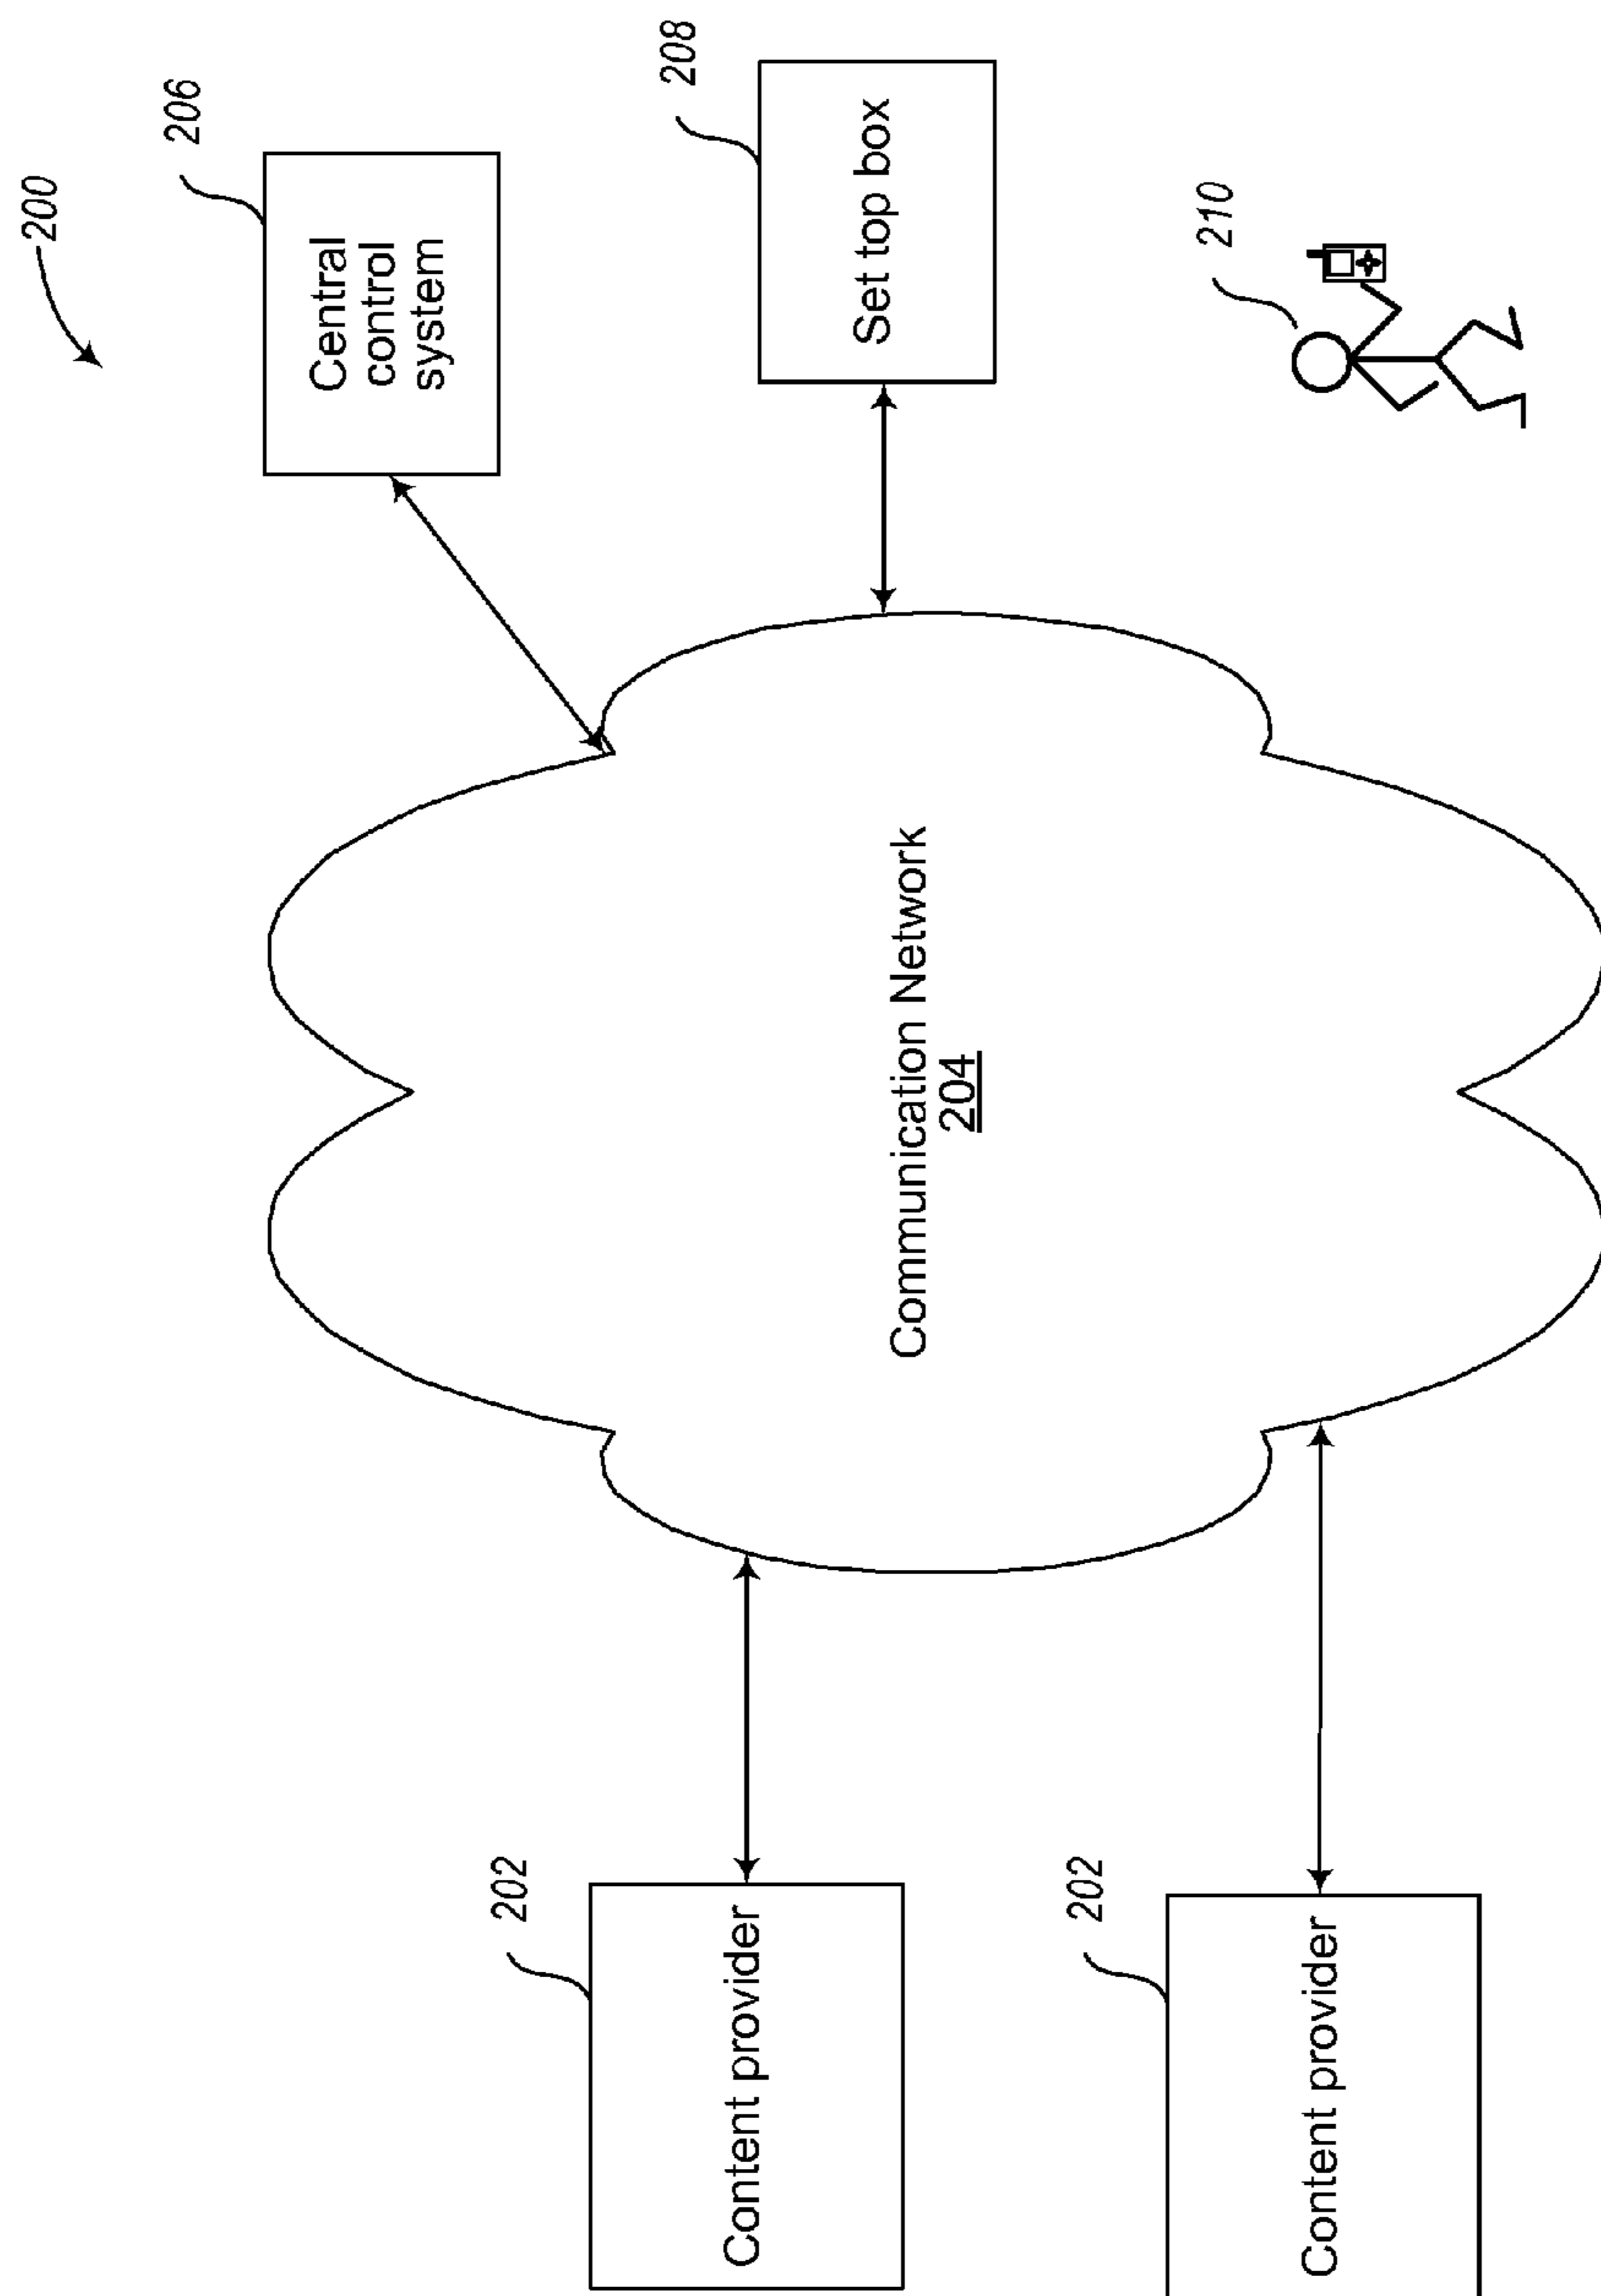 200
206
Central
control
system
208
Set top box
210
Communication Network
204
202
Content provider
202
Content provider